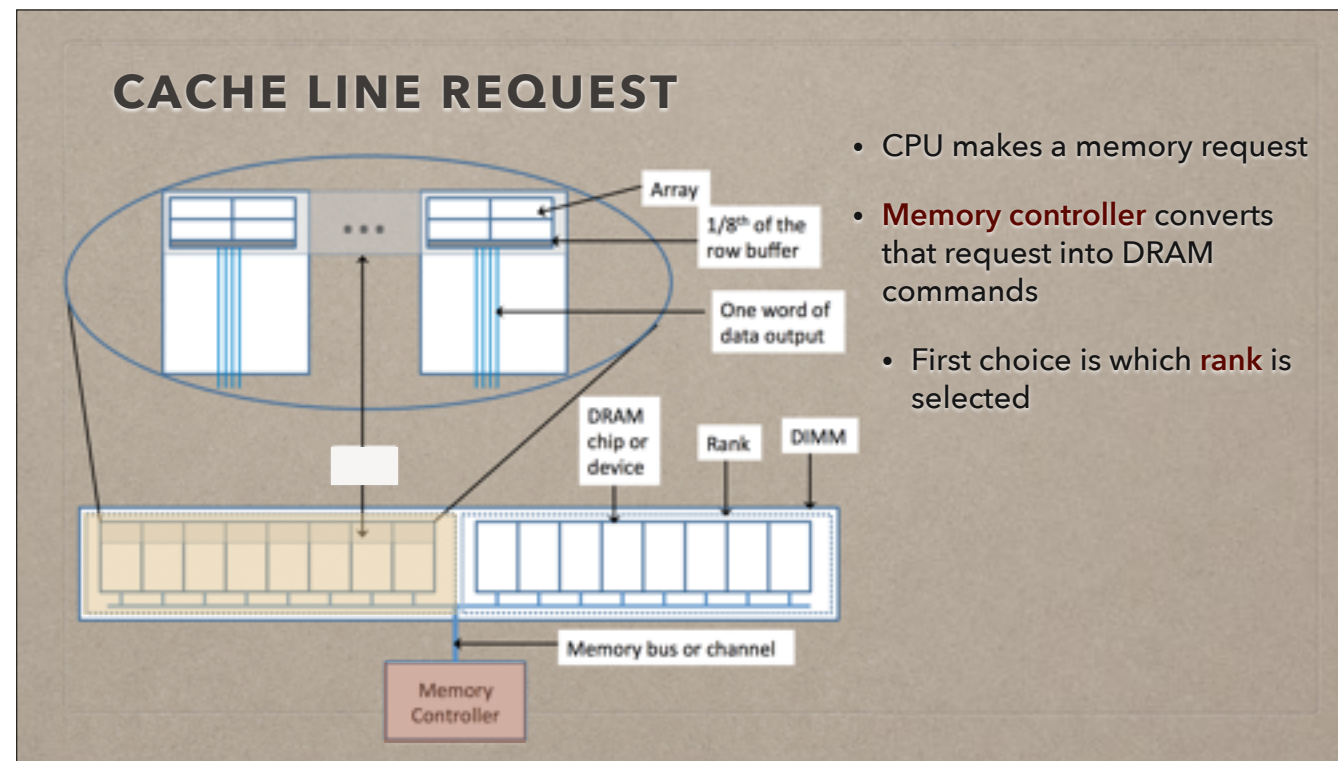 CACHE LINE REQUEST
• CPU makes a memory request
• Memory controller converts
that request into DRAM
commands
• First choice is which rank is
selected
Array
1/8th of the
row buffer
One word of
data output
DRAM
chip or
device
Rank
DIMM
Memory bus or channel
Memory
Controller